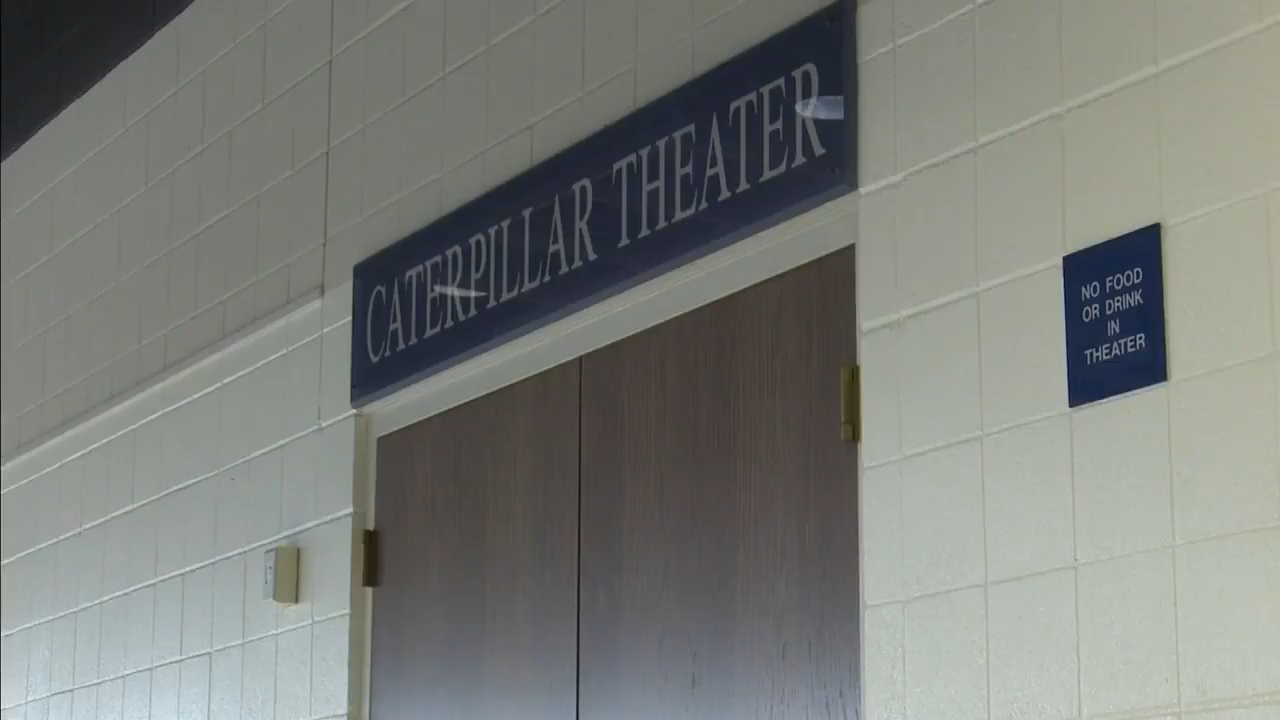 CATERPILLAR THEATER
NO FOOD
OR DRINK
IN
THEATER